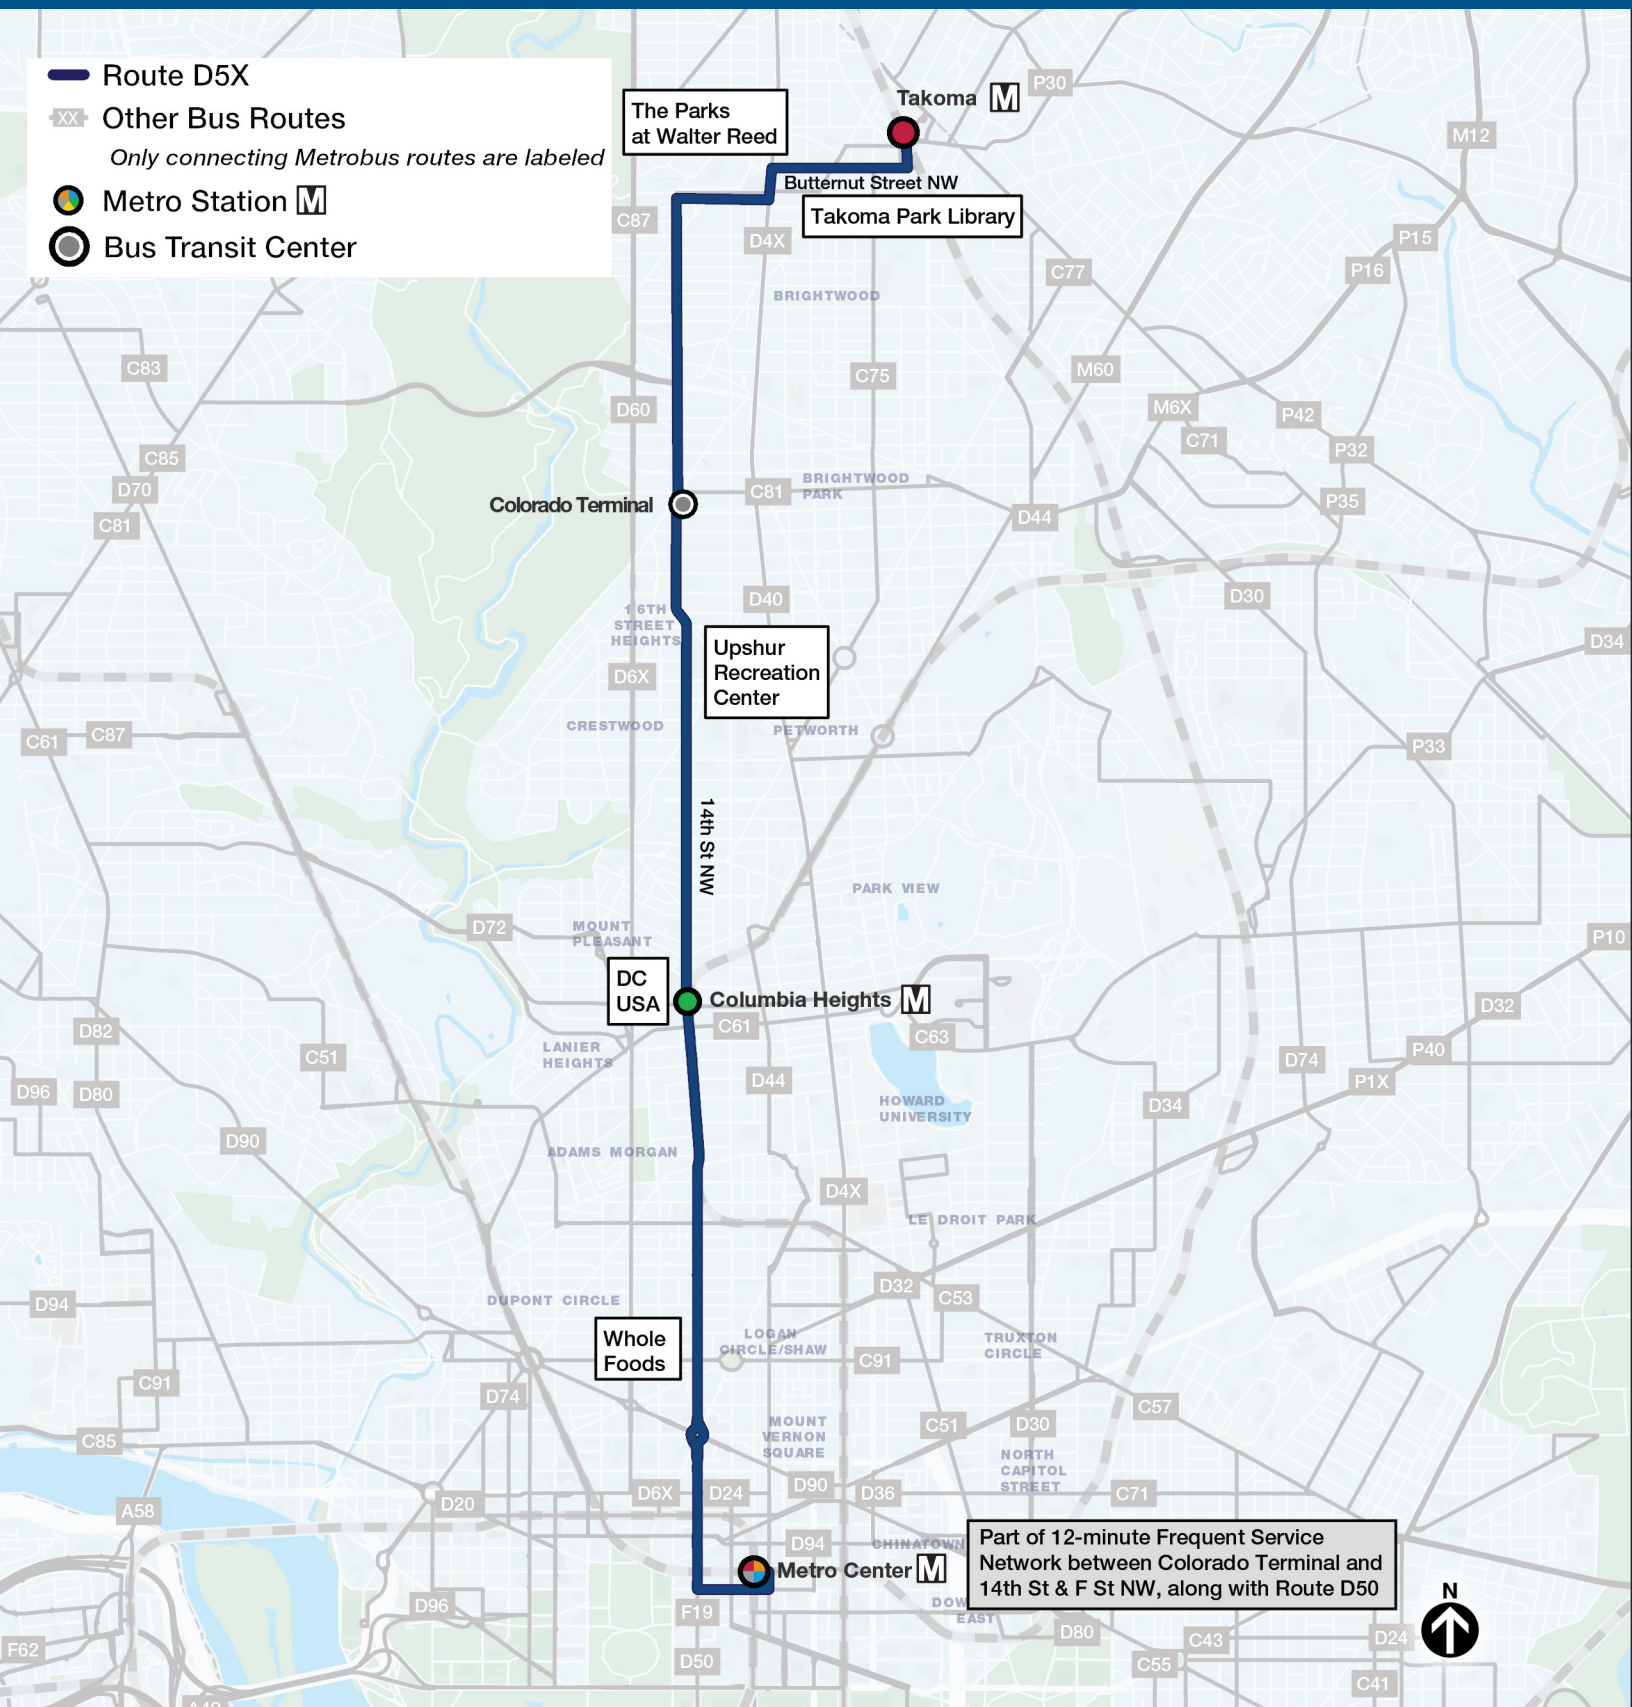 Route D5X
XX Other Bus Routes
Only connecting Metrobus routes are labeled
Metro Station M
Bus Transit Center
Takoma M
P30
The Parks
at Walter Reed
M12
Butternut Street NW
Takoma Park Library
C87
D4X
P15
P16
C77
BRIGHTWOOD
C83
C75
M60
D60
M6X
P42
C71
P32
C85
D70
C81
BRIGHTWOOD
PARK
C81
P35
Colorado Terminal
D44
D40
D30
16TH
STREET
HEIGHTS
D34
Upshur
Recreation
Center
D6X
CRESTWOOD
PETWORTH
C61
C87
P33
14th St NW
PARK VIEW
D72
MOUNT
PLEASANT
P10
DC
USA
Columbia Heights M
D32
C61
C63
D82
C51
LANIER
HEIGHTS
D74
P40
D96
D80
D44
P1X
HOWARD
UNIVERSITY
D34
D90
ADAMS MORGAN
D4X
LE DROIT PARK
D32
C53
D94
DUPONT CIRCLE
Whole
Foods
LOGAN
CIRCLE/SHAW
TRUXTON
CIRCLE
C91
C91
D74
C57
MOUNT
VERNON
SQUARE
C51
D30
C85
NORTH
CAPITOL
STREET
D90
D6X
D24
D36
C71
D20
A58
D94
CHINATOWN
Part of 12-minute Frequent Service
Network between Colorado Terminal and
14th St & F St NW, along with Route D50
Metro Center M
N
D96
F19
DOW
EAST
D80
C43
D24
F62
D50
C55
C41